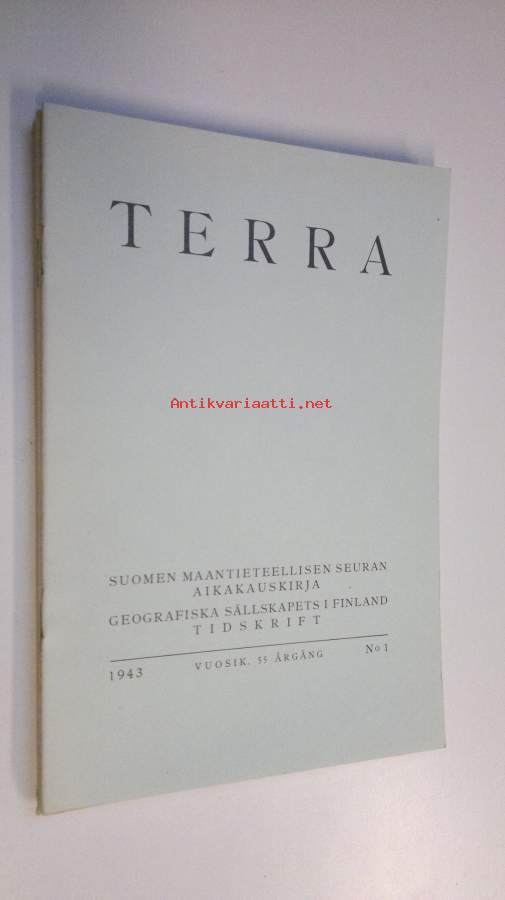 TERRA
Antikvariaatti.net
SUOMEN MAANTIETEELLISEN SEURAN
AIKAKAUSKIRJA
GEOGRAFISKA SÄLLSKAPETS I FINLAND
TIDSKRIFT
1943 VUOSIK. 55 ÅRGÅNG No 1